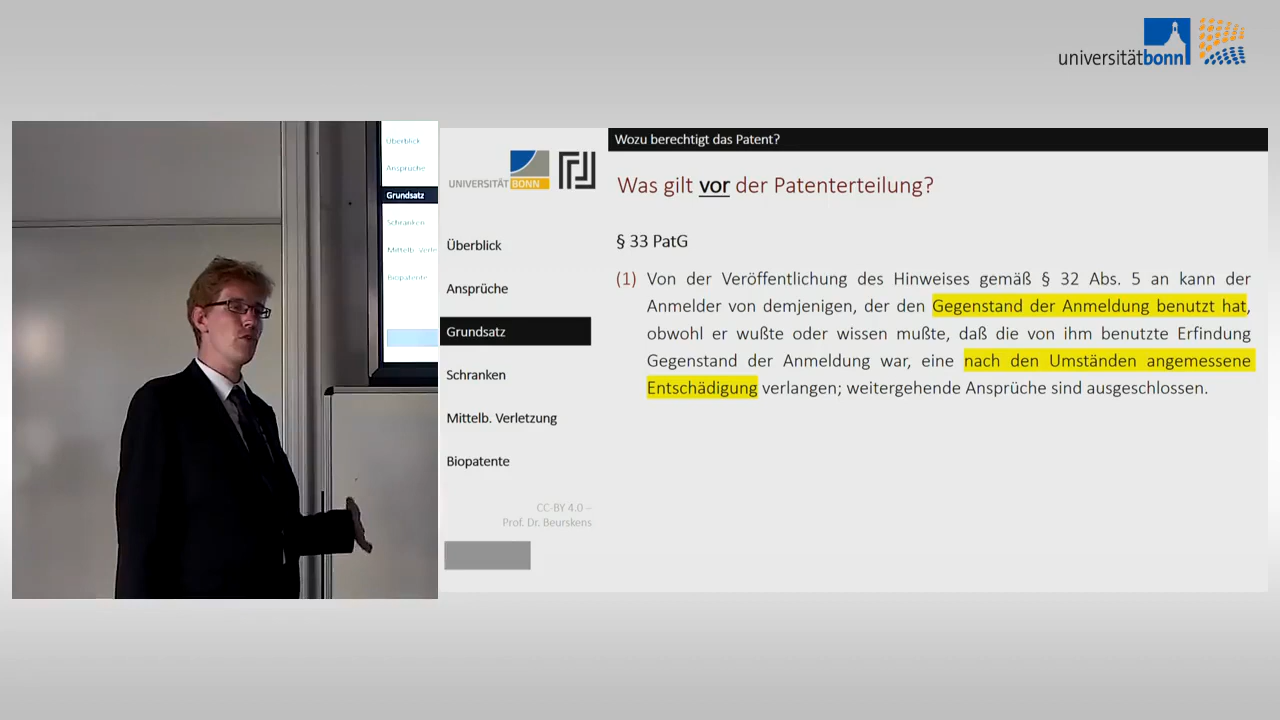 universitätbonn
Überblick
Ansprüche
Grundsatz
Schranken
Mittelb. Verle
Biopatente
UNIVERSITÄT BONN
Überblick
Ansprüche
Grundsatz
Schranken
Mittelb. Verletzung
Biopatente
CC-BY 4.0 –
Prof. Dr. Beurskens
Wozu berechtigt das Patent?
Was gilt vor der Patenterteilung?
§ 33 PatG
(1) Von der Veröffentlichung des Hinweises gemäß § 32 Abs. 5 an kann der
Anmelder von demjenigen, der den Gegenstand der Anmeldung benutzt hat,
obwohl er wußte oder wissen mußte, daß die von ihm benutzte Erfindung
Gegenstand der Anmeldung war, eine nach den Umständen angemessene
Entschädigung verlangen; weitergehende Ansprüche sind ausgeschlossen.